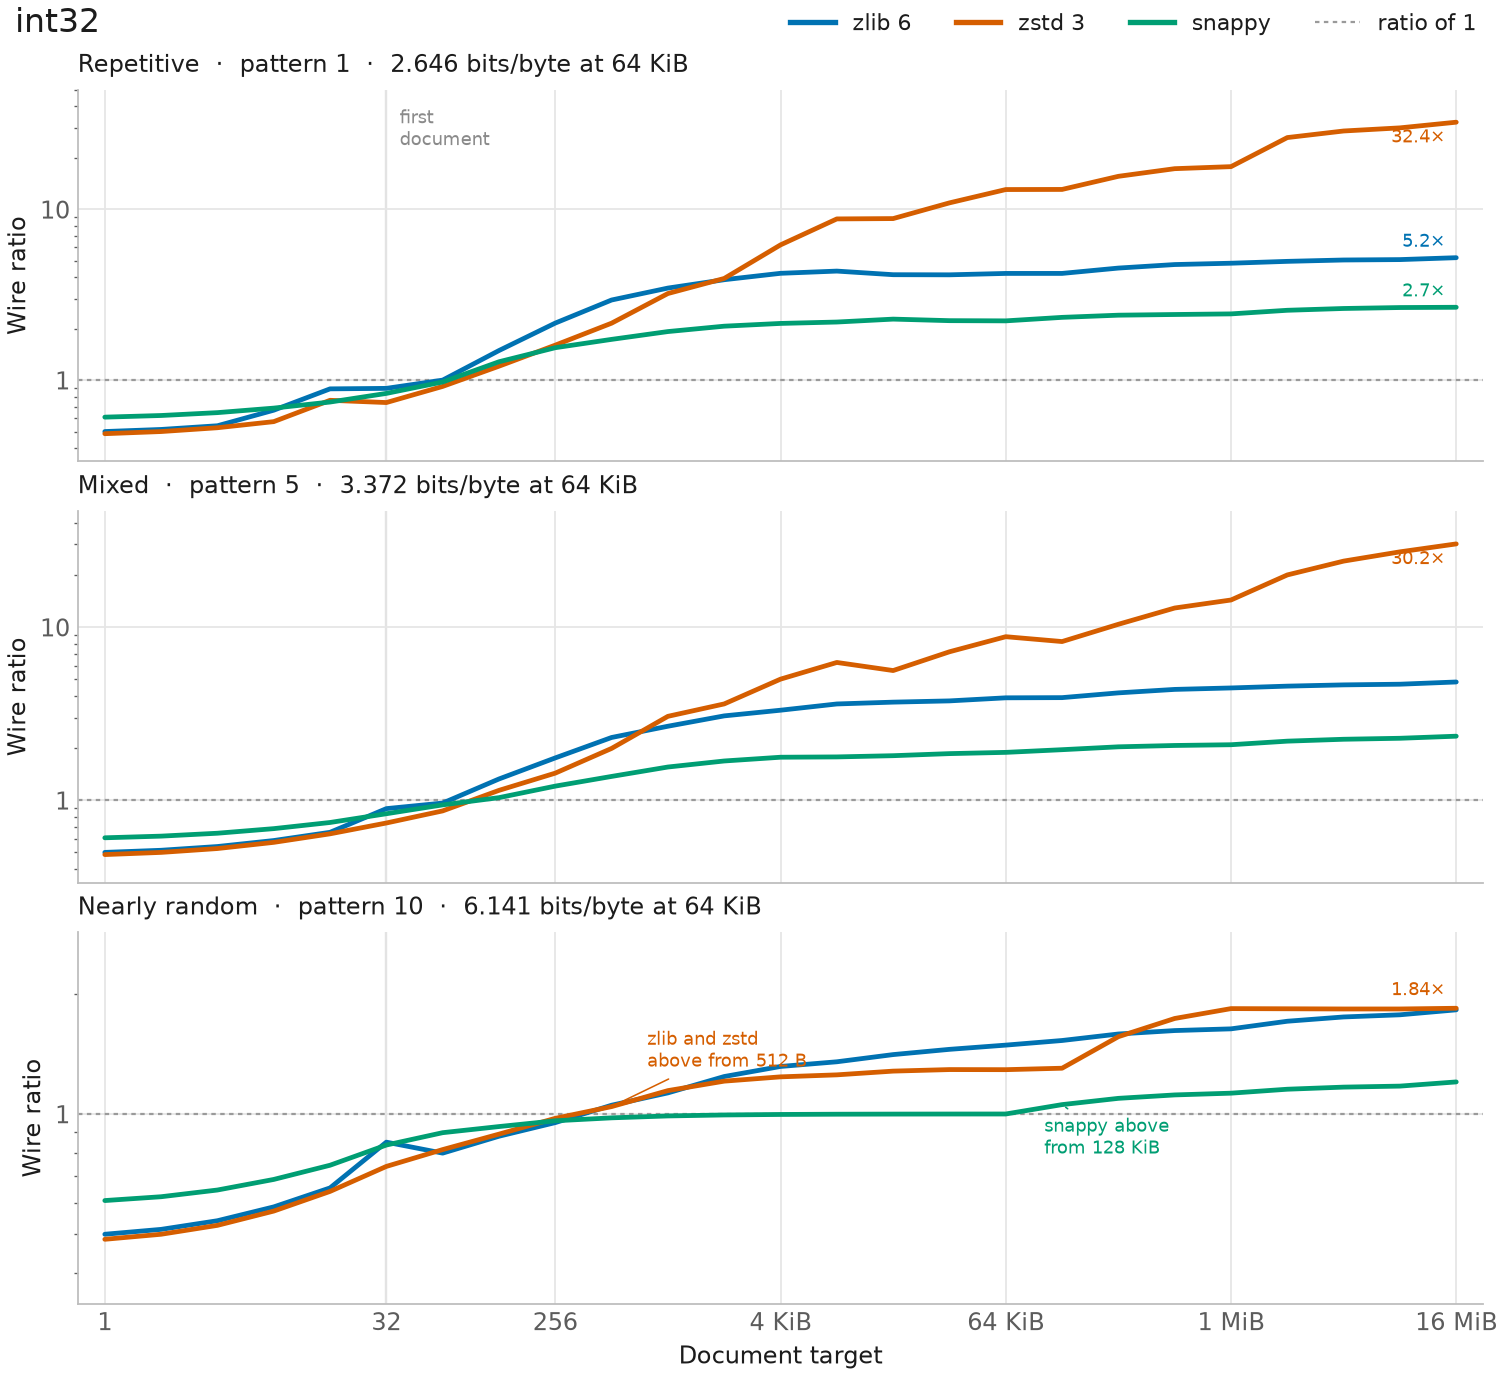 int32
zlib 6 zstd 3 snappy ratio of 1
Repetitive · pattern 1 · 2.646 bits/byte at 64 KiB
first
document
32.4×
10
5.2×
2.7×
1
Wire ratio
Mixed · pattern 5 · 3.372 bits/byte at 64 KiB
30.2×
10
1
Wire ratio
Nearly random · pattern 10 · 6.141 bits/byte at 64 KiB
1.84×
zlib and zstd
above from 512 B
1
snappy above
from 128 KiB
Wire ratio
1 32 256 4 KiB 64 KiB 1 MiB 16 MiB
Document target